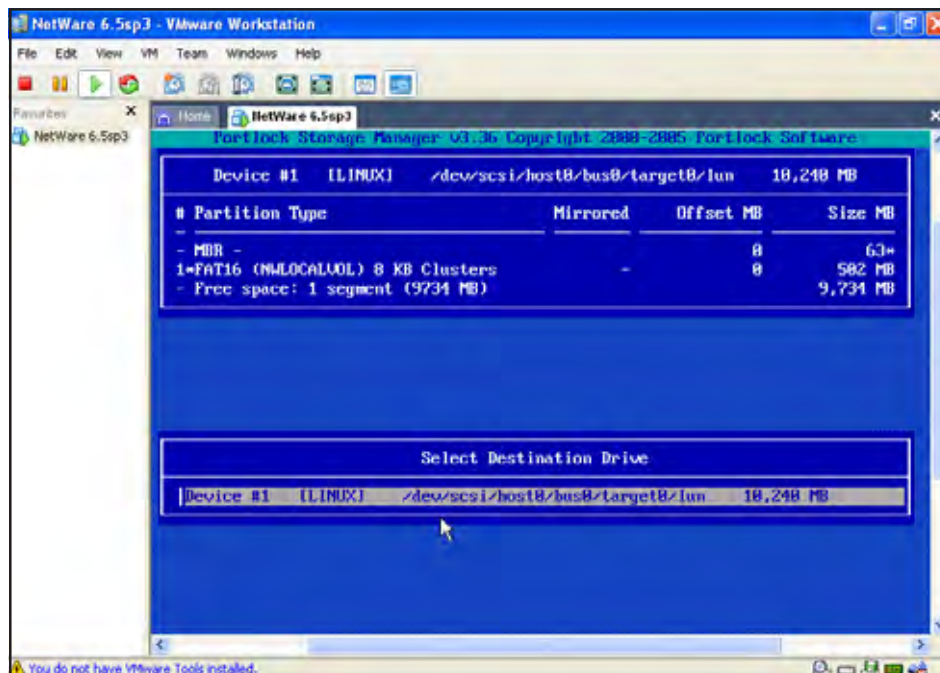 NetWare 6.5sp3 - VMware Workstation
File Edit View VM Team Windows Help
Favorites
Home NetWare 6.5sp3
NetWare 6.5sp3
Portlock Storage Manager v3.36 Copyright 2000-2005 Portlock Software
Device #1 [LINUX] /dev/scsi/host0/bus0/target0/lun 10,240 MB
# Partition Type Mirrored Offset MB Size MB
- MBR - 0 63*
1*FAT16 (NWLOCALVOL) 8 KB Clusters - 0 502 MB
- Free space: 1 segment (9734 MB) 9,734 MB
Select Destination Drive
Device #1 [LINUX] /dev/scsi/host0/bus0/target0/lun 10,240 MB
You do not have VMware Tools installed.